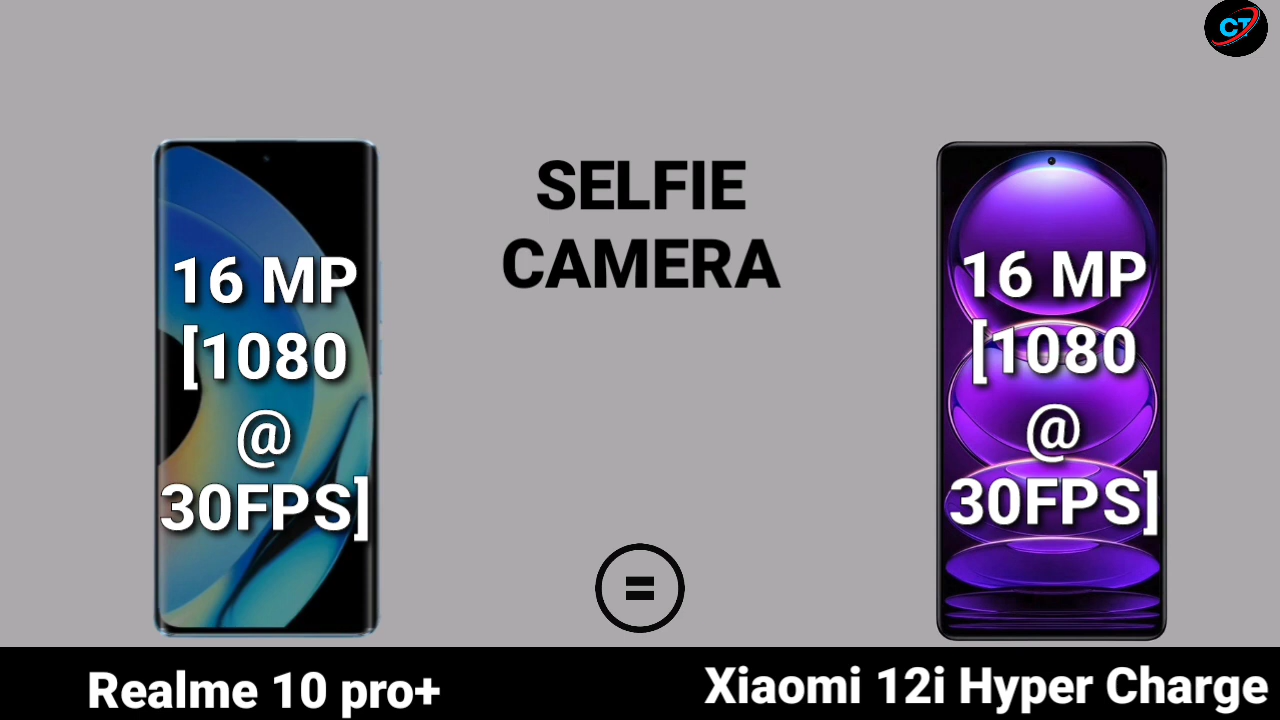 CT
SELFIE
CAMERA
16 MP
[1080
@
30FPS]
16 MP
[1080
@
30FPS]
=
Realme 10 pro+
Xiaomi 12i Hyper Charge